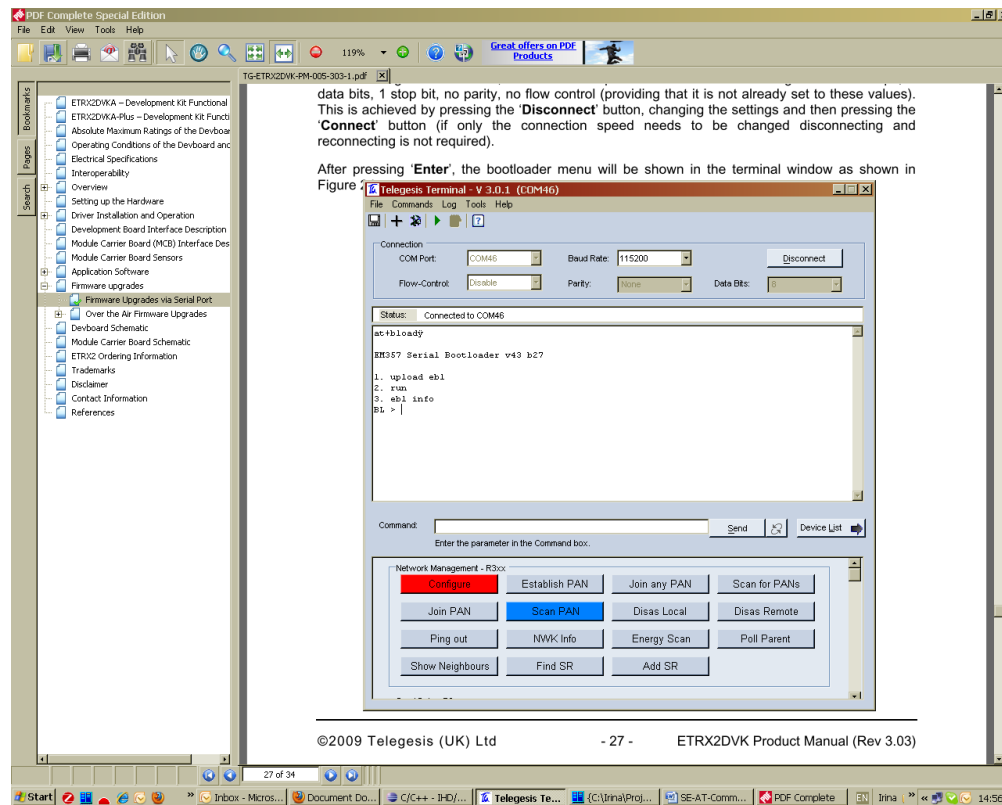 PDF Complete Special Edition
File Edit View Tools Help
119%
Great offers on PDF
Products
TG-ETRX2DVK-PM-005-303-1.pdf
Bookmarks
Pages
Search
ETRX2DVKA – Development Kit Functional
ETRX2DVKA-Plus – Development Kit Functi
Absolute Maximum Ratings of the Devboar
Operating Conditions of the Devboard and
Electrical Specifications
Interoperability
Overview
Setting up the Hardware
Driver Installation and Operation
Development Board Interface Description
Module Carrier Board (MCB) Interface Des
Module Carrier Board Sensors
Application Software
Firmware upgrades
Firmware Upgrades via Serial Port
Over the Air Firmware Upgrades
Devboard Schematic
Module Carrier Board Schematic
ETRX2 Ordering Information
Trademarks
Disclaimer
Contact Information
References
data bits, 1 stop bit, no parity, no flow control (providing that it is not already set to these values).
This is achieved by pressing the 'Disconnect' button, changing the settings and then pressing the
'Connect' button (if only the connection speed needs to be changed disconnecting and
reconnecting is not required).
After pressing 'Enter', the bootloader menu will be shown in the terminal window as shown in
Figure 2
Telegesis Terminal - V 3.0.1 (COM46)
File Commands Log Tools Help
Connection
COM Port: COM46 Baud Rate: 115200 Disconnect
Flow-Control: Disable Parity: None Data Bits: 8
Status: Connected to COM46
at+bloadÿ
EM357 Serial Bootloader v43 b27
1. upload ebl
2. run
3. ebl info
BL >
Command: Send Device List
Enter the parameter in the Command box.
Network Management - R3xx
Configure Establish PAN Join any PAN Scan for PANs
Join PAN Scan PAN Disas Local Disas Remote
Ping out NWK Info Energy Scan Poll Parent
Show Neighbours Find SR Add SR
©2009 Telegesis (UK) Ltd - 27 - ETRX2DVK Product Manual (Rev 3.03)
27 of 34
Start Inbox - Micros... Document Do... C/C++ - IHD/... Telegesis Te... {C:\Irina\Proj... SE-AT-Comm... PDF Complete EN Irina 14:59